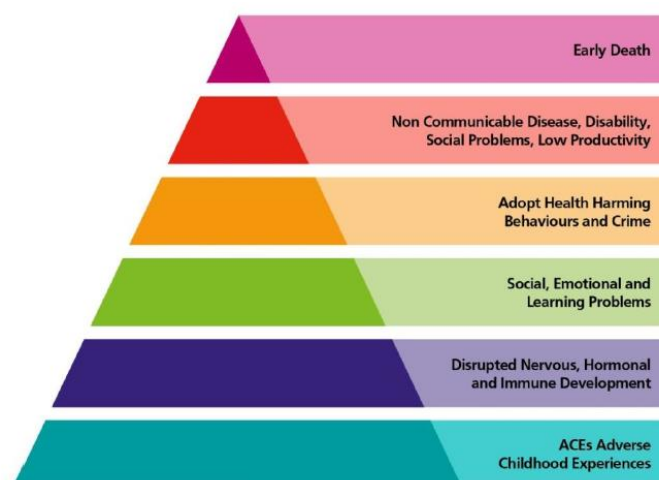 Early Death
Non Communicable Disease, Disability,
Social Problems, Low Productivity
Adopt Health Harming
Behaviours and Crime
Social, Emotional and
Learning Problems
Disrupted Nervous, Hormonal
and Immune Development
ACEs Adverse
Childhood Experiences